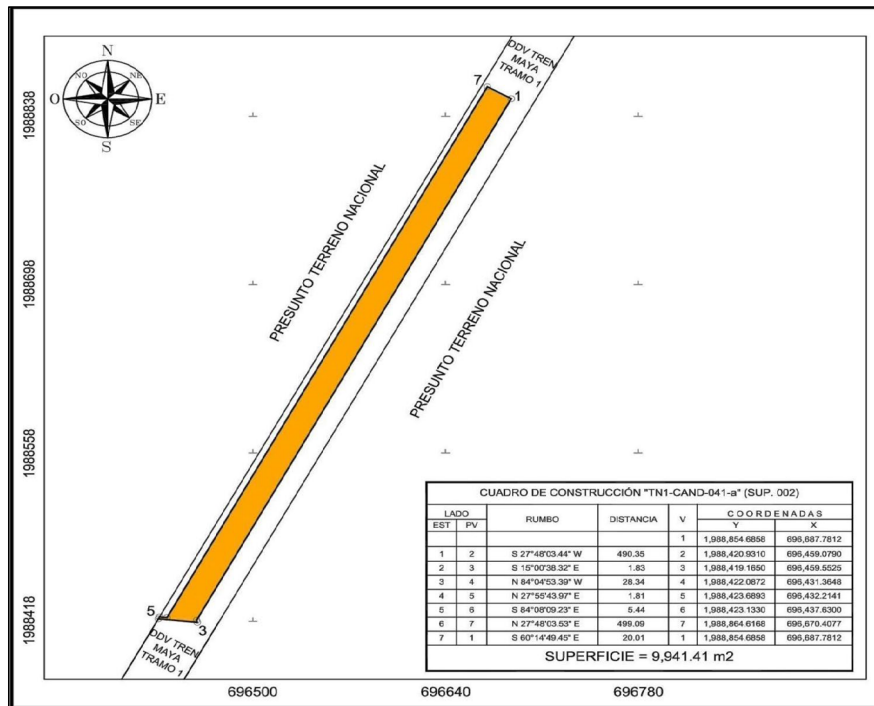 DDV TREN
MAYA
TRAMO 1
N
NO NE
O E
SO SE
S
7
1
1988838
PRESUNTO TERRENO NACIONAL
1988698
PRESUNTO TERRENO NACIONAL
1988558
1988418
5
3
DDV TREN
MAYA
TRAMO 1
CUADRO DE CONSTRUCCIÓN "TN1-CAND-041-a" (SUP. 002)
LADO RUMBO DISTANCIA V COORDENADAS
EST PV Y X
1 1,988,854.6858 696,687.7812
1 2 S 27°48'03.44" W 490.35 2 1,988,420.9310 696,459.0790
2 3 S 15°00'38.32" E 1.83 3 1,988,419.1650 696,459.5525
3 4 N 84°04'53.39" W 28.34 4 1,988,422.0872 696,431.3648
4 5 N 27°55'43.97" E 1.81 5 1,988,423.6893 696,432.2141
5 6 S 84°08'09.23" E 5.44 6 1,988,423.1330 696,437.6300
6 7 N 27°48'03.53" E 499.09 7 1,988,864.6168 696,670.4077
7 1 S 60°14'49.45" E 20.01 1 1,988,854.6858 696,687.7812
SUPERFICIE = 9,941.41 m2
696500 696640 696780